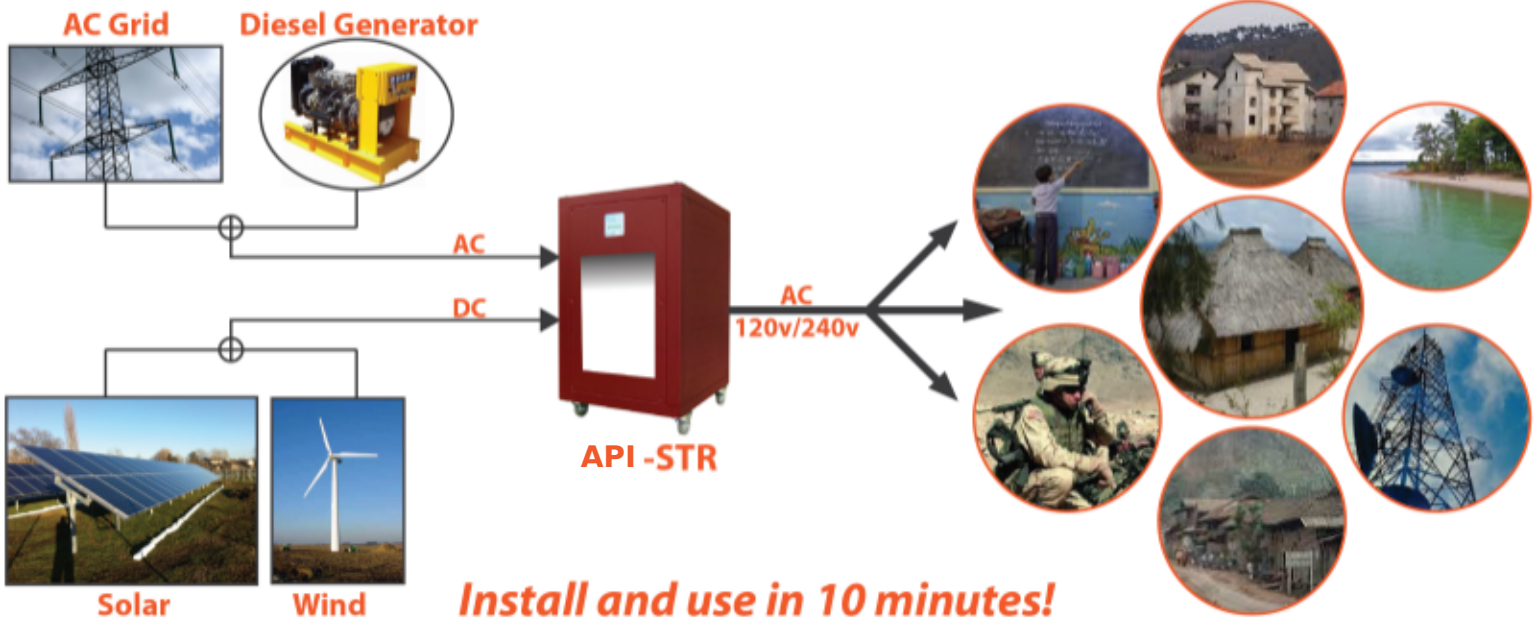 AC Grid
Diesel Generator
AC
DC
AC
120v/240v
API -STR
Solar
Wind
Install and use in 10 minutes!